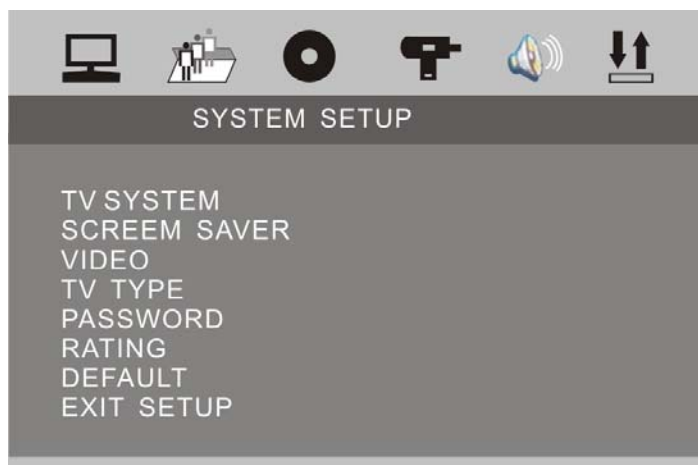 SYSTEM SETUP
TV SYSTEM
SCREEM SAVER
VIDEO
TV TYPE
PASSWORD
RATING
DEFAULT
EXIT SETUP